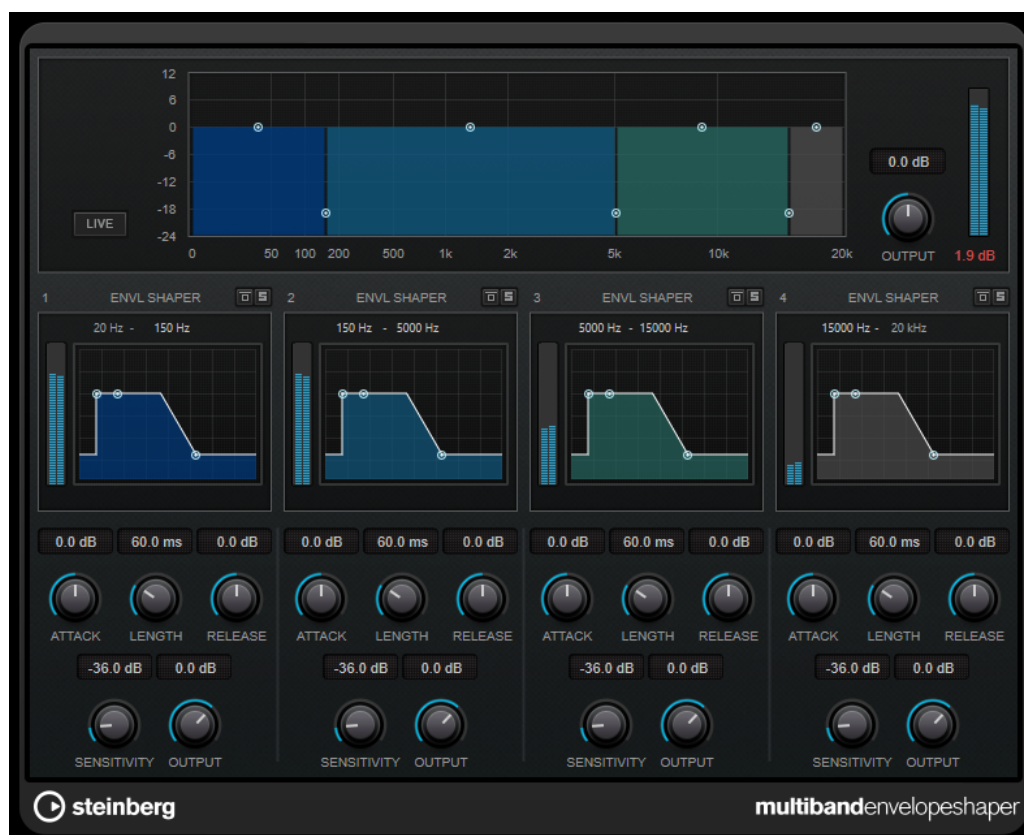 12
6
0
-6
-12
-18
-24
LIVE
0 50 100 200 500 1k 2k 5k 10k 20k
0.0 dB
OUTPUT 1.9 dB
1 ENVL SHAPER S 2 ENVL SHAPER S 3 ENVL SHAPER S 4 ENVL SHAPER S
20 Hz - 150 Hz 150 Hz - 5000 Hz 5000 Hz - 15000 Hz 15000 Hz - 20 kHz
0.0 dB 60.0 ms 0.0 dB 0.0 dB 60.0 ms 0.0 dB 0.0 dB 60.0 ms 0.0 dB 0.0 dB 60.0 ms 0.0 dB
ATTACK LENGTH RELEASE ATTACK LENGTH RELEASE ATTACK LENGTH RELEASE ATTACK LENGTH RELEASE
-36.0 dB 0.0 dB -36.0 dB 0.0 dB -36.0 dB 0.0 dB -36.0 dB 0.0 dB
SENSITIVITY OUTPUT SENSITIVITY OUTPUT SENSITIVITY OUTPUT SENSITIVITY OUTPUT
steinberg multibandenvelopeshaper